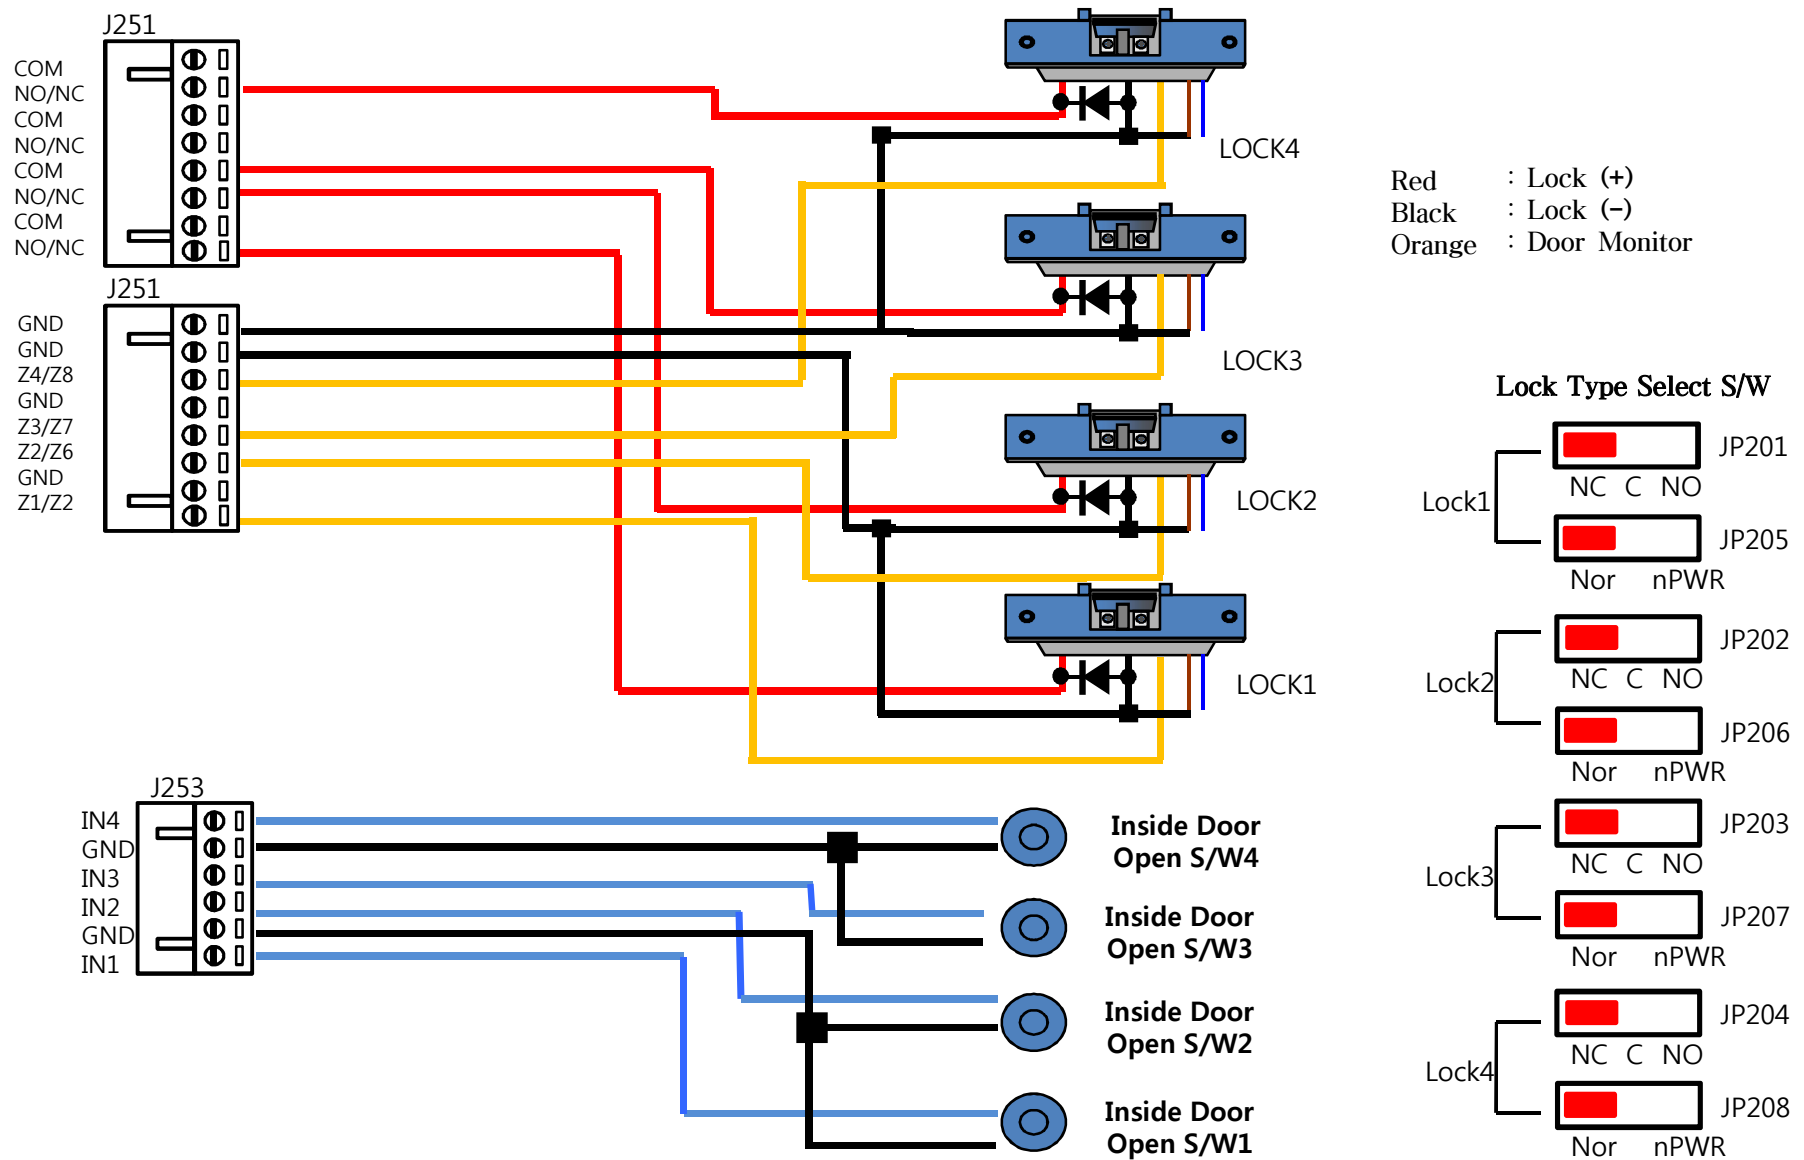 J251
COM
NO/NC
COM
NO/NC
COM
NO/NC
COM
NO/NC
J251
GND
GND
Z4/Z8
GND
Z3/Z7
Z2/Z6
GND
Z1/Z2
LOCK4
LOCK3
LOCK2
LOCK1
Red : Lock (+)
Black : Lock (-)
Orange : Door Monitor
J253
IN4
GND
IN3
IN2
GND
IN1
Inside Door
Open S/W4
Inside Door
Open S/W3
Inside Door
Open S/W2
Inside Door
Open S/W1
Lock Type Select S/W
Lock1
JP201
NC C NO
JP205
Nor nPWR
Lock2
JP202
NC C NO
JP206
Nor nPWR
Lock3
JP203
NC C NO
JP207
Nor nPWR
Lock4
JP204
NC C NO
JP208
Nor nPWR